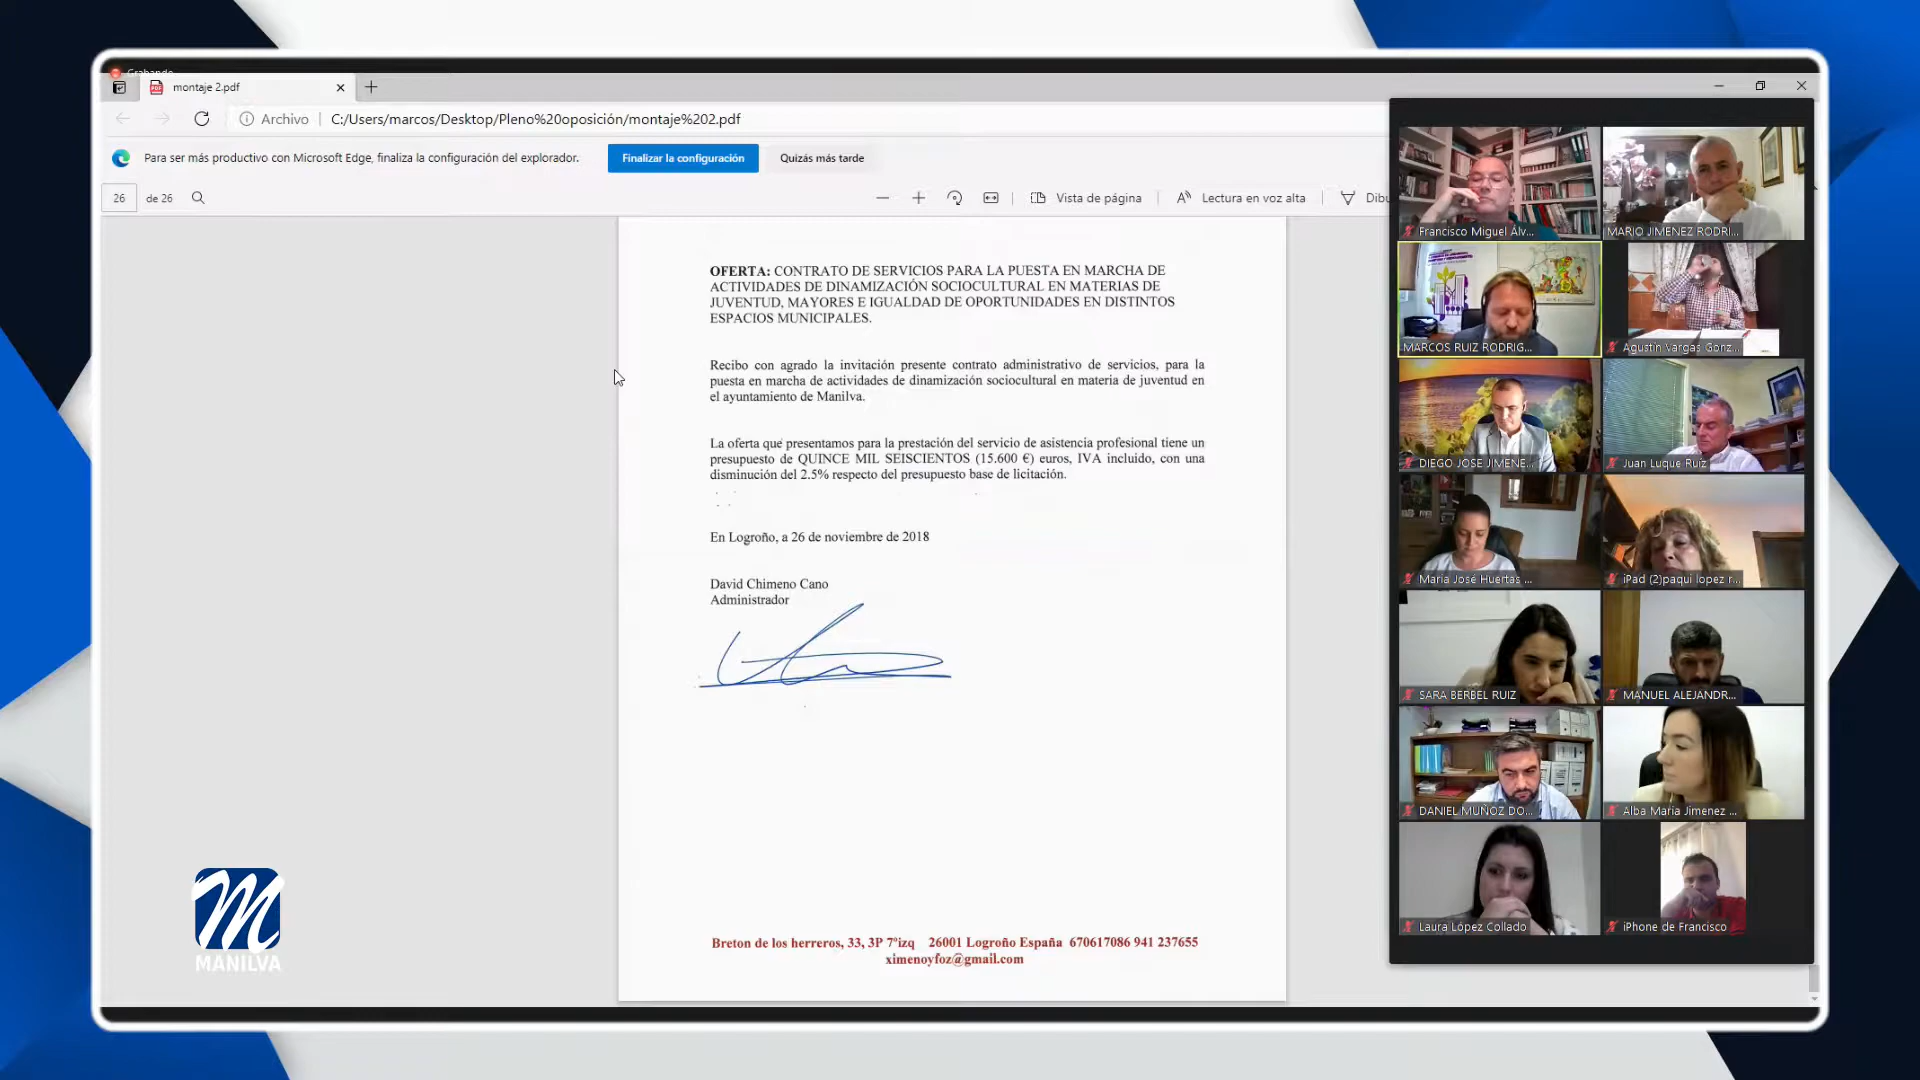 Grabando
montaje 2.pdf
Archivo
C:/Users/marcos/Desktop/Pleno%20oposición/montaje%202.pdf
Para ser más productivo con Microsoft Edge, finaliza la configuración del explorador.
Finalizar la configuración
Quizás más tarde
26
de 26
Vista de página
Lectura en voz alta
Dibu
OFERTA: CONTRATO DE SERVICIOS PARA LA PUESTA EN MARCHA DE
ACTIVIDADES DE DINAMIZACIÓN SOCIOCULTURAL EN MATERIAS DE
JUVENTUD, MAYORES E IGUALDAD DE OPORTUNIDADES EN DISTINTOS
ESPACIOS MUNICIPALES.
Recibo con agrado la invitación presente contrato administrativo de servicios, para la
puesta en marcha de actividades de dinamización sociocultural en materia de juventud en
el ayuntamiento de Manilva.
La oferta que presentamos para la prestación del servicio de asistencia profesional tiene un
presupuesto de QUINCE MIL SEISCIENTOS (15.600 €) euros, IVA incluido, con una
disminución del 2.5% respecto del presupuesto base de licitación.
En Logroño, a 26 de noviembre de 2018
David Chimeno Cano
Administrador
Breton de los herreros, 33, 3P 7ºizq 26001 Logroño España 670617086 941 237655
ximenoyfoz@gmail.com
M
MANILVA
Francisco Miguel Álv...
MARIO JIMENEZ RODRI...
MARCOS RUIZ RODRIG...
Agustín Vargas Gonz...
DIEGO JOSE JIMENE...
Juan Luque Ruiz
María José Huertas ...
iPad (2)paqui lopez r...
SARA BERBEL RUIZ
MANUEL ALEJANDR...
DANIEL MUÑOZ DO...
Alba María Jimenez ...
Laura López Collado
iPhone de Francisco